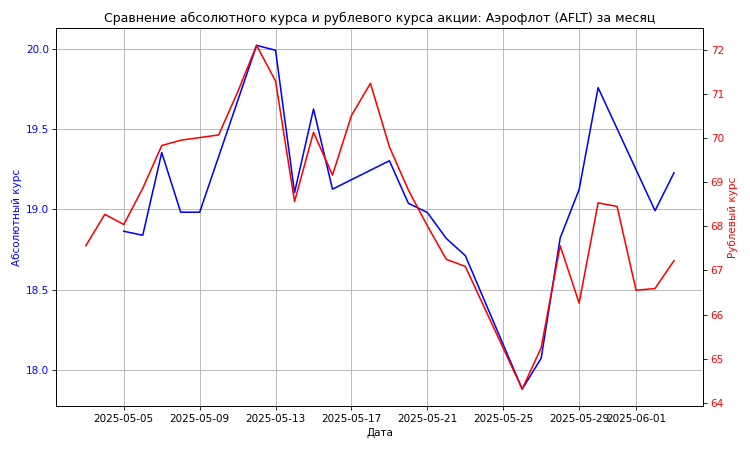 Сравнение абсолютного курса и рублевого курса акции: Аэрофлот (AFLT) за месяц
20.0
19.5
19.0
18.5
18.0
Абсолютный курс
72
71
70
69
68
67
66
65
64
Рублевый курс
2025-05-05 2025-05-09 2025-05-13 2025-05-17 2025-05-21 2025-05-25 2025-05-29 2025-06-01
Дата